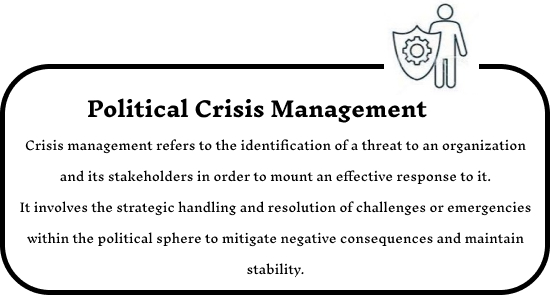 Political Crisis Management
Crisis management refers to the identification of a threat to an organization
and its stakeholders in order to mount an effective response to it.
It involves the strategic handling and resolution of challenges or emergencies
within the political sphere to mitigate negative consequences and maintain
stability.